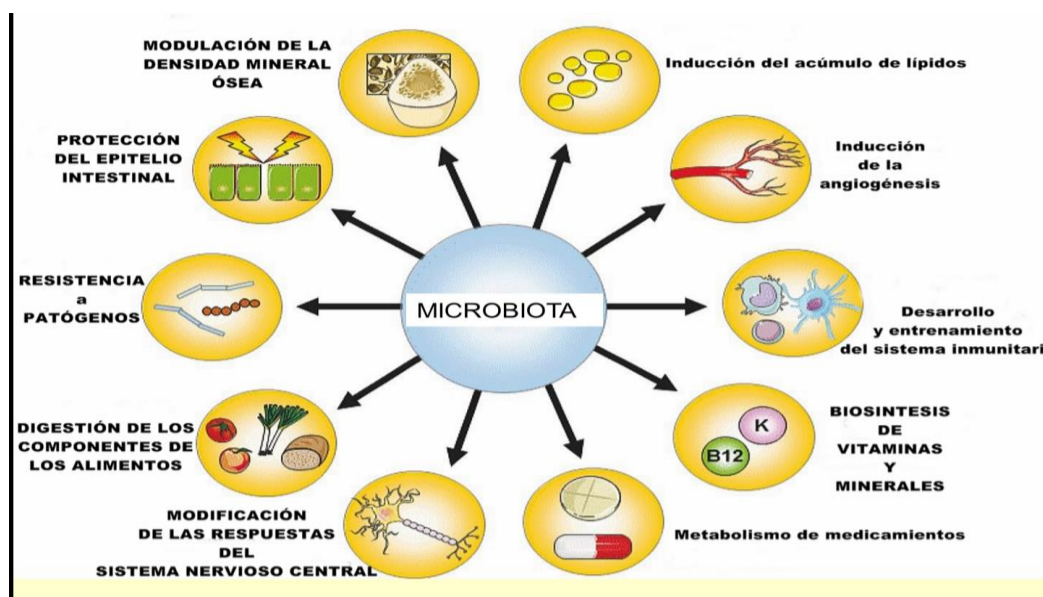 MODULACIÓN DE LA
DENSIDAD MINERAL
ÓSEA
Inducción del acúmulo de lípidos
PROTECCIÓN
DEL EPITELIO
INTESTINAL
Inducción
de la
angiogénesis
RESISTENCIA
a
PATÓGENOS
MICROBIOTA
Desarrollo
y entrenamiento
del sistema inmunitari
DIGESTIÓN DE LOS
COMPONENTES DE
LOS ALIMENTOS
K
B12
BIOSINTESIS
DE
VITAMINAS
Y
MINERALES
MODIFICACIÓN
DE LAS RESPUESTAS
DEL
SISTEMA NERVIOSO CENTRAL
Metabolismo de medicamientos